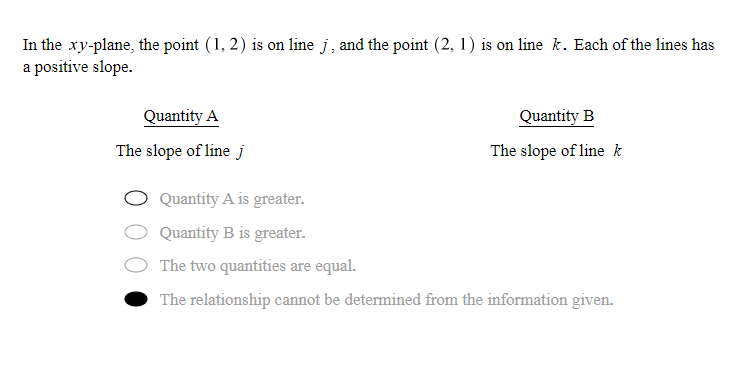 In the xy-plane, the point (1, 2) is on line j, and the point (2, 1) is on line k. Each of the lines has
a positive slope.
Quantity A
Quantity B
The slope of line j
The slope of line k
Quantity A is greater.
Quantity B is greater.
The two quantities are equal.
The relationship cannot be determined from the information given.